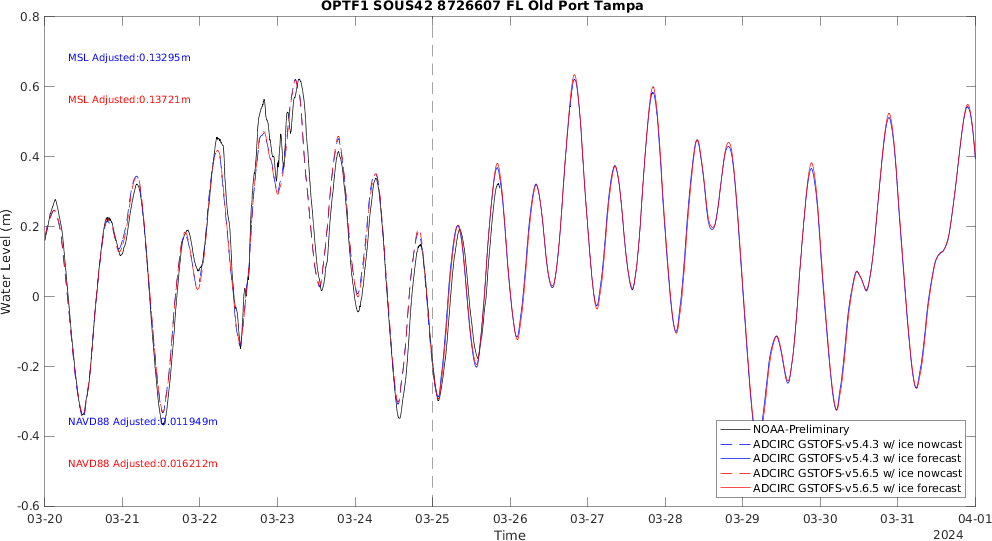 OPTF1 SOUS42 8726607 FL Old Port Tampa
0.8
0.6
0.4
0.2
0
-0.2
-0.4
-0.6
Water Level (m)
MSL Adjusted:0.13295m
MSL Adjusted:0.13721m
NAVD88 Adjusted:0.011949m
NAVD88 Adjusted:0.016212m
NOAA-Preliminary
ADCIRC GSTOFS-v5.4.3 w/ ice nowcast
ADCIRC GSTOFS-v5.4.3 w/ ice forecast
ADCIRC GSTOFS-v5.6.5 w/ ice nowcast
ADCIRC GSTOFS-v5.6.5 w/ ice forecast
03-20 03-21 03-22 03-23 03-24 03-25 03-26 03-27 03-28 03-29 03-30 03-31 04-01
Time
2024